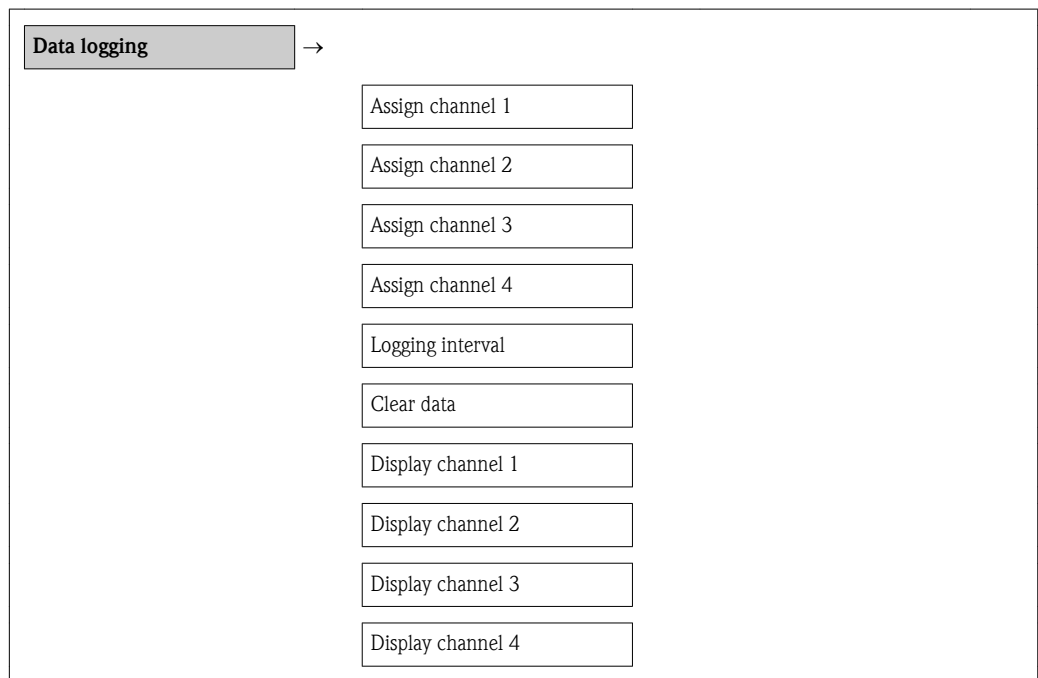 Data logging →
Assign channel 1
Assign channel 2
Assign channel 3
Assign channel 4
Logging interval
Clear data
Display channel 1
Display channel 2
Display channel 3
Display channel 4